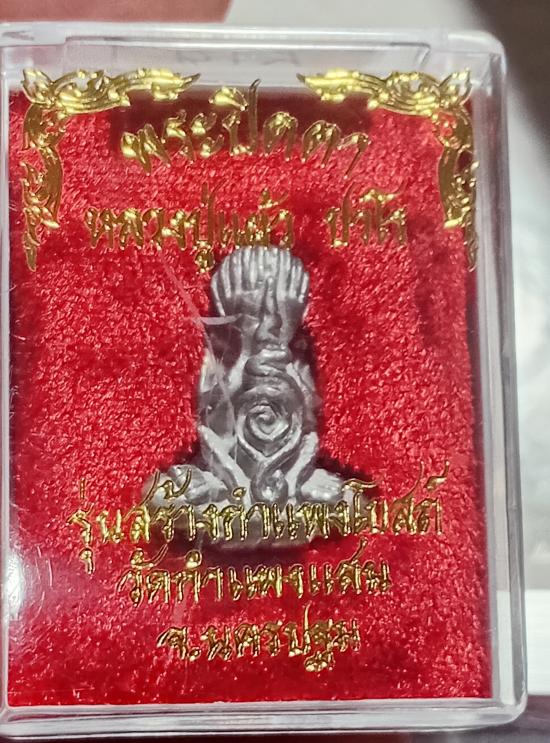 พระปิดตา
หลวงปู่แผ้ว ปวโร
รุ่นสร้างกำแพงโบสถ์
วัดกำแพงแสน
จ.นครปฐม